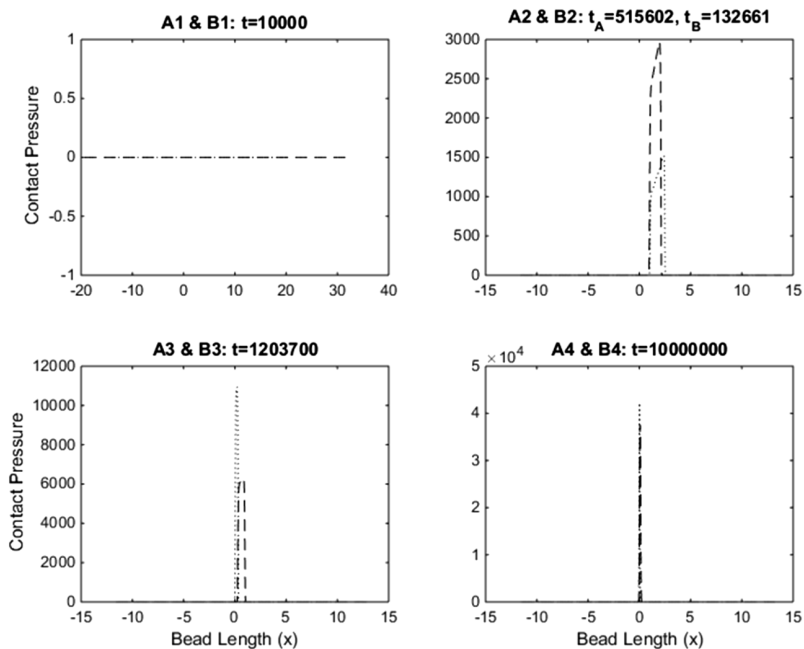 A1 & B1: t=10000
1
0.5
0
-0.5
-1
Contact Pressure
-20 -10 0 10 20 30 40
A2 & B2: tA=515602, tB=132661
3000
2500
2000
1500
1000
500
0
-15 -10 -5 0 5 10 15
A3 & B3: t=1203700
12000
10000
8000
6000
4000
2000
0
Contact Pressure
-15 -10 -5 0 5 10 15
Bead Length (x)
A4 & B4: t=10000000
5 × 10^4
4
3
2
1
0
-15 -10 -5 0 5 10 15
Bead Length (x)